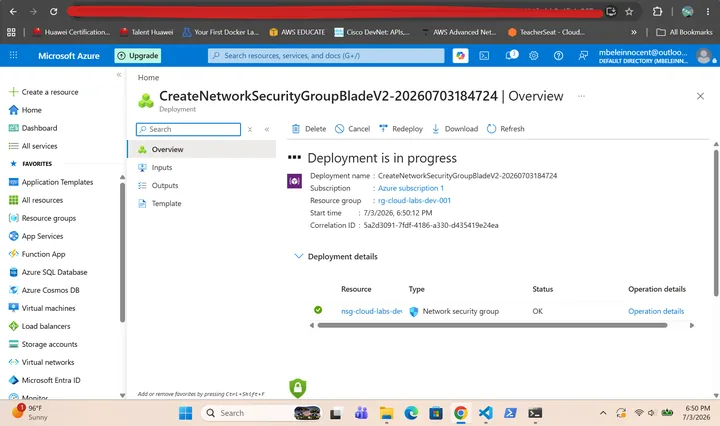 Huawei Certification...
Talent Huawei
Your First Docker La...
AWS EDUCATE
Cisco DevNet: APIs,...
AWS Advanced Net...
TeacherSeat - Cloud...
»
All Bookmarks
Microsoft Azure
Upgrade
Search resources, services, and docs (G+/)
7
mbeleinnocent@outloo...
DEFAULT DIRECTORY (MBELEINN...
«
Create a resource
Home
Dashboard
All services
FAVORITES
Application Templates
All resources
Resource groups
App Services
Function App
Azure SQL Database
Azure Cosmos DB
Virtual machines
Load balancers
Storage accounts
Virtual networks
Microsoft Entra ID
Monitor
Home
CreateNetworkSecurityGroupBladeV2-20260703184724 | Overview ...
Deployment
Search
«
Overview
Inputs
Outputs
Template
Add or remove favorites by pressing Ctrl+Shift+F
Delete
Cancel
Redeploy
Download
Refresh
Deployment is in progress
Deployment name : CreateNetworkSecurityGroupBladeV2-20260703184724
Subscription : Azure subscription 1
Resource group : rg-cloud-labs-dev-001
Start time : 7/3/2026, 6:50:12 PM
Correlation ID : 5a2d3091-7fdf-4186-a330-d435419e24ea
Deployment details
Resource Type Status Operation details
nsg-cloud-labs-dev Network security group OK Operation details
1
96°F
Sunny
Search
6:50 PM
7/3/2026